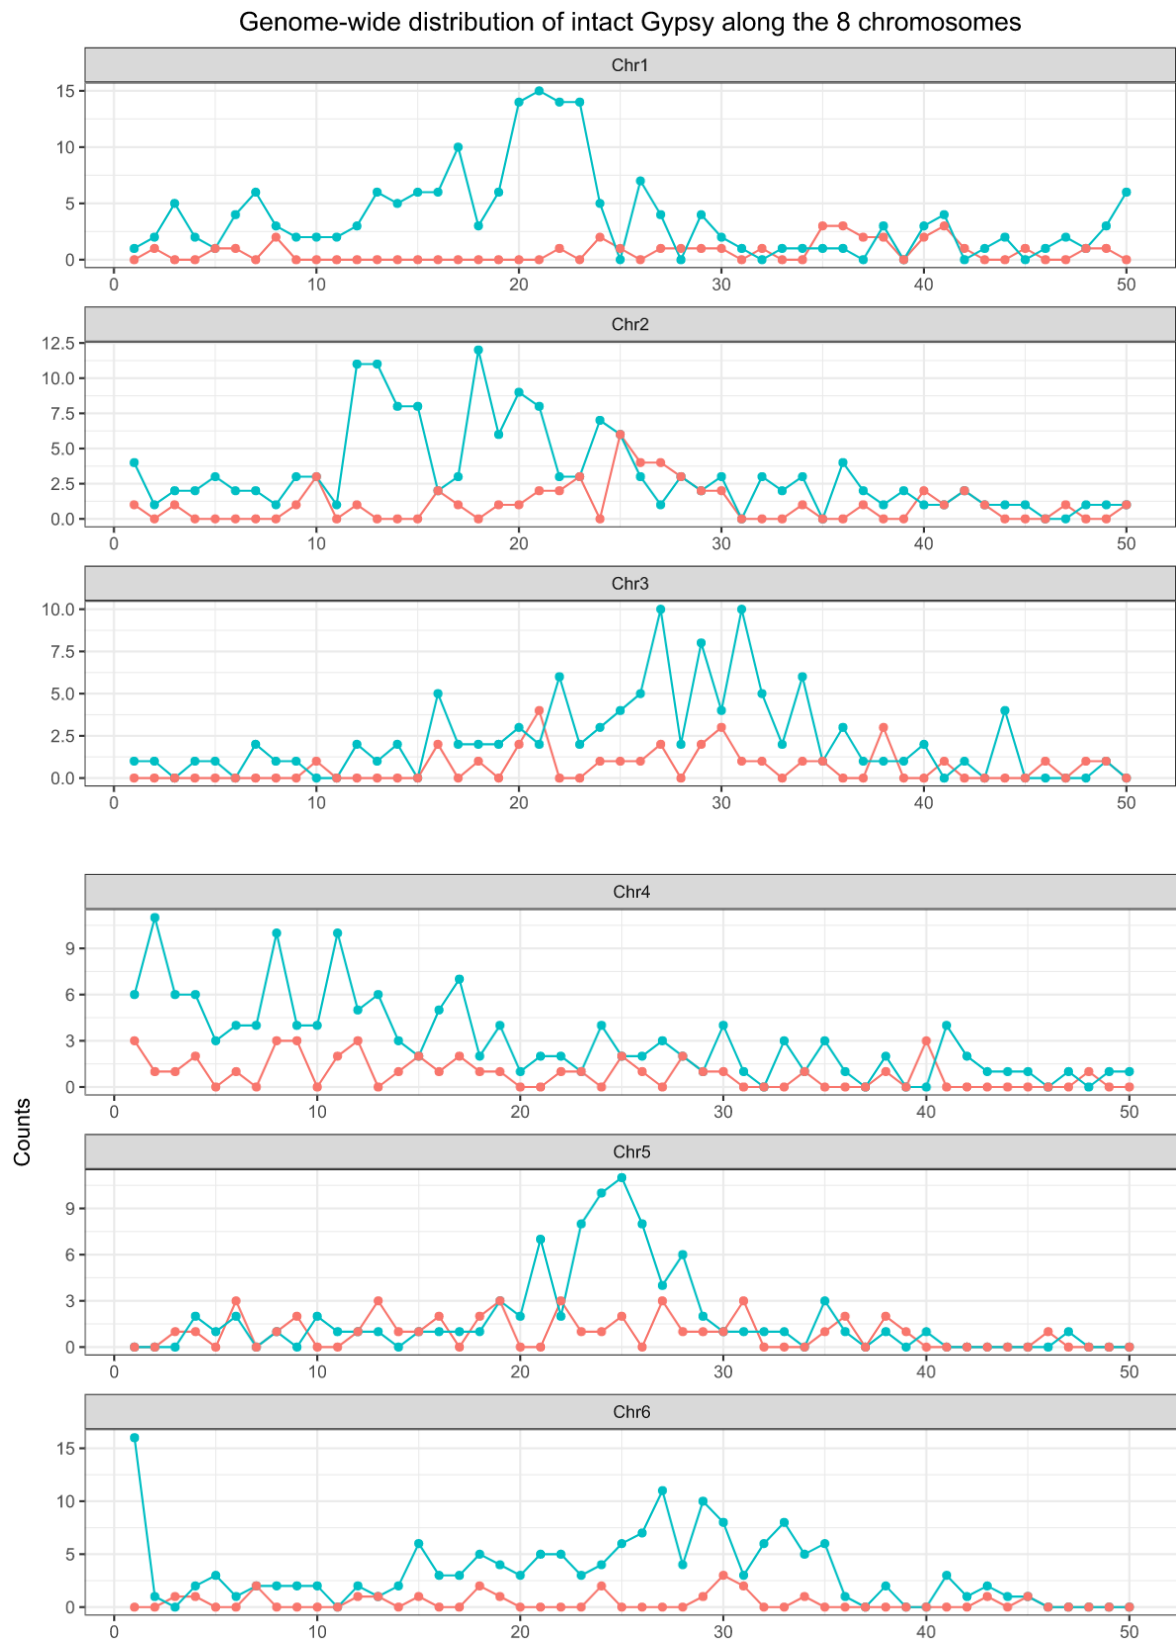 Genome-wide distribution of intact Gypsy along the 8 chromosomes
Chr1
15
10
5
0
0 10 20 30 40 50
Chr2
12.5
10.0
7.5
5.0
2.5
0.0
0 10 20 30 40 50
Chr3
10.0
7.5
5.0
2.5
0.0
0 10 20 30 40 50
Counts
Chr4
9
6
3
0
0 10 20 30 40 50
Chr5
9
6
3
0
0 10 20 30 40 50
Chr6
15
10
5
0
0 10 20 30 40 50